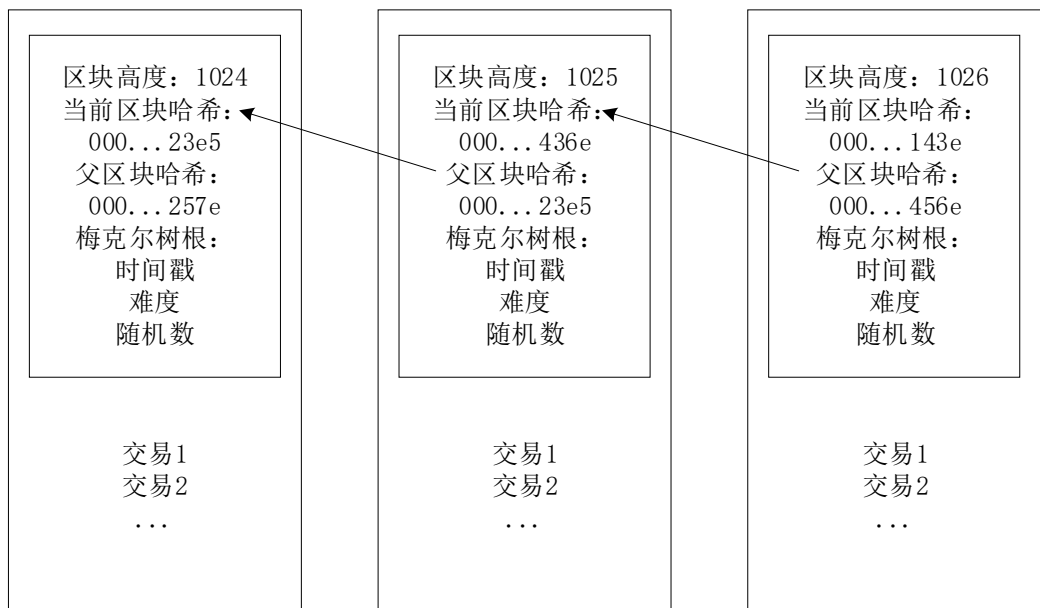 区块高度：1024
当前区块哈希：
000...23e5
父区块哈希：
000...257e
梅克尔树根：
时间戳
难度
随机数
交易1
交易2
...
区块高度：1025
当前区块哈希：
000...436e
父区块哈希：
000...23e5
梅克尔树根：
时间戳
难度
随机数
交易1
交易2
...
区块高度：1026
当前区块哈希：
000...143e
父区块哈希：
000...456e
梅克尔树根：
时间戳
难度
随机数
交易1
交易2
...